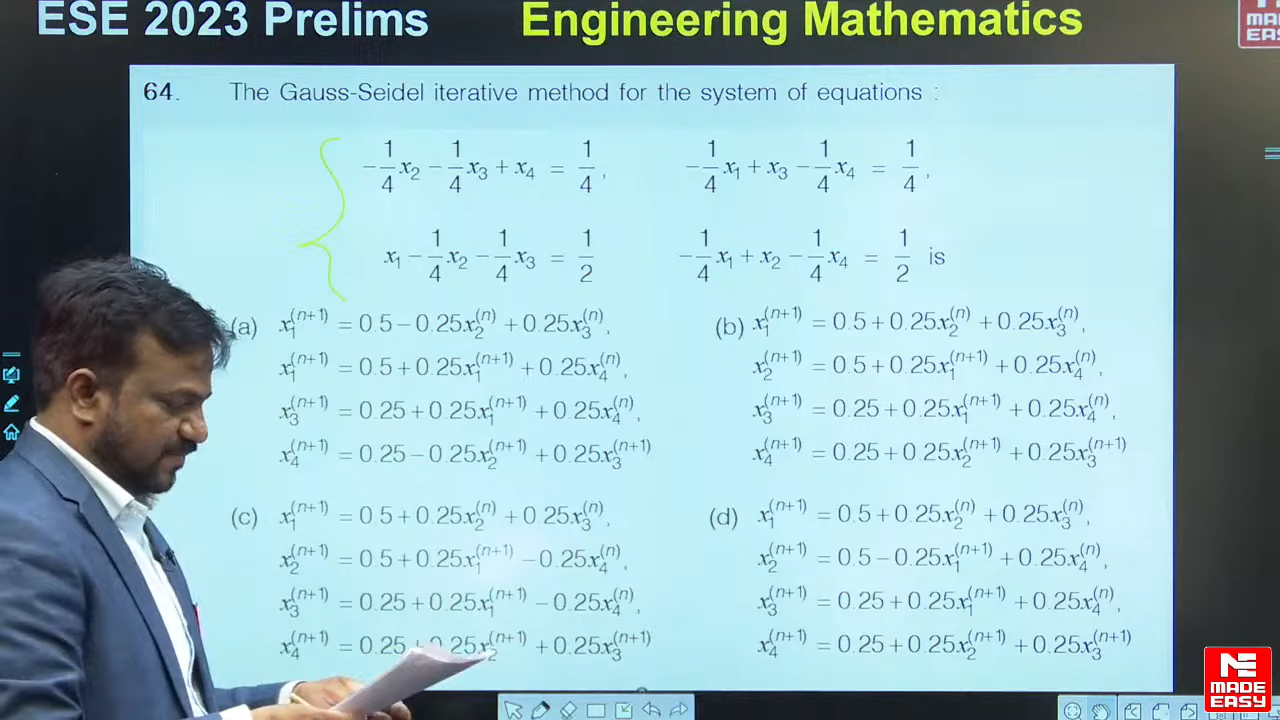 ESE 2023 Prelims Engineering Mathematics
MADE EASY
64. The Gauss-Seidel iterative method for the system of equations :
-1/4 x₂ - 1/4 x₃ + x₄ = 1/4, -1/4 x₁ + x₃ - 1/4 x₄ = 1/4,
x₁ - 1/4 x₂ - 1/4 x₃ = 1/2 -1/4 x₁ + x₂ - 1/4 x₄ = 1/2 is
(a) x₁^(n+1) = 0.5 - 0.25x₂^(n) + 0.25x₃^(n),
x₁^(n+1) = 0.5 + 0.25x₁^(n+1) + 0.25x₄^(n),
x₃^(n+1) = 0.25 + 0.25x₁^(n+1) + 0.25x₄^(n),
x₄^(n+1) = 0.25 - 0.25x₂^(n+1) + 0.25x₃^(n+1)
(b) x₁^(n+1) = 0.5 + 0.25x₂^(n) + 0.25x₃^(n),
x₂^(n+1) = 0.5 + 0.25x₁^(n+1) + 0.25x₄^(n),
x₃^(n+1) = 0.25 + 0.25x₁^(n+1) + 0.25x₄^(n),
x₄^(n+1) = 0.25 + 0.25x₂^(n+1) + 0.25x₃^(n+1)
(c) x₁^(n+1) = 0.5 + 0.25x₂^(n) + 0.25x₃^(n),
x₂^(n+1) = 0.5 + 0.25x₁^(n+1) - 0.25x₄^(n),
x₃^(n+1) = 0.25 + 0.25x₁^(n+1) - 0.25x₄^(n),
x₄^(n+1) = 0.25 + 0.25x₂^(n+1) + 0.25x₃^(n+1)
(d) x₁^(n+1) = 0.5 + 0.25x₂^(n) + 0.25x₃^(n),
x₂^(n+1) = 0.5 - 0.25x₁^(n+1) + 0.25x₄^(n),
x₃^(n+1) = 0.25 + 0.25x₁^(n+1) + 0.25x₄^(n),
x₄^(n+1) = 0.25 + 0.25x₂^(n+1) + 0.25x₃^(n+1)
MADE
EASY